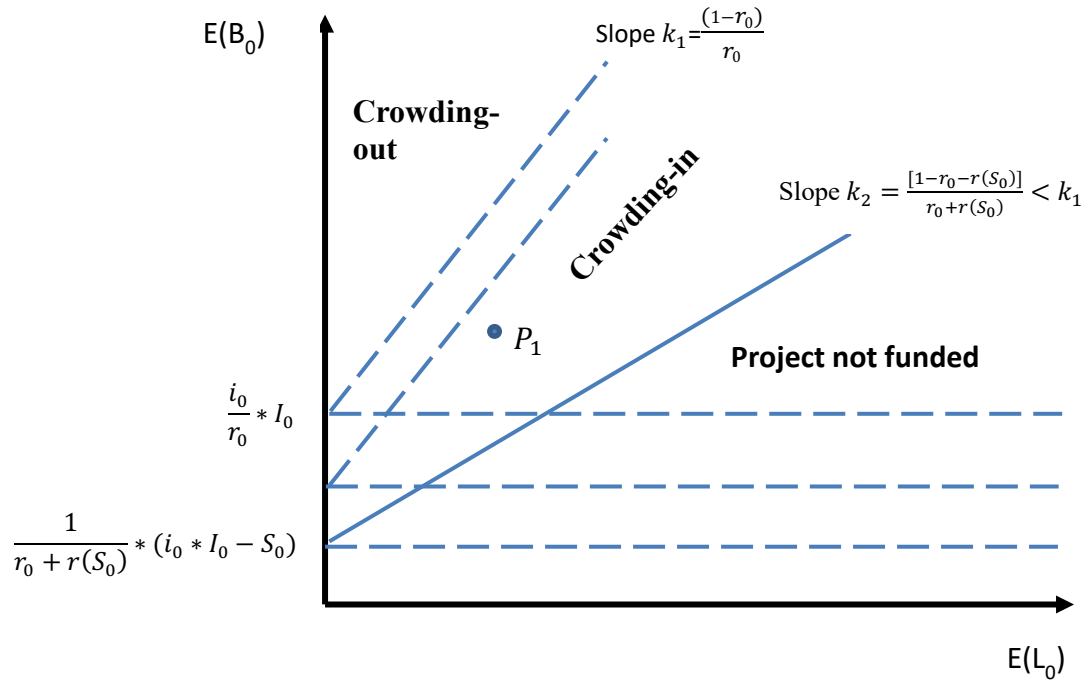 E(B₀)
Slope k₁=(1−r₀)/r₀
Crowding-
out
Crowding-in
Slope k₂ = [1−r₀−r(S₀)]/r₀+r(S₀) < k₁
P₁
Project not funded
i₀/r₀ * I₀
1/r₀ + r(S₀) * (i₀ * I₀ − S₀)
E(L₀)